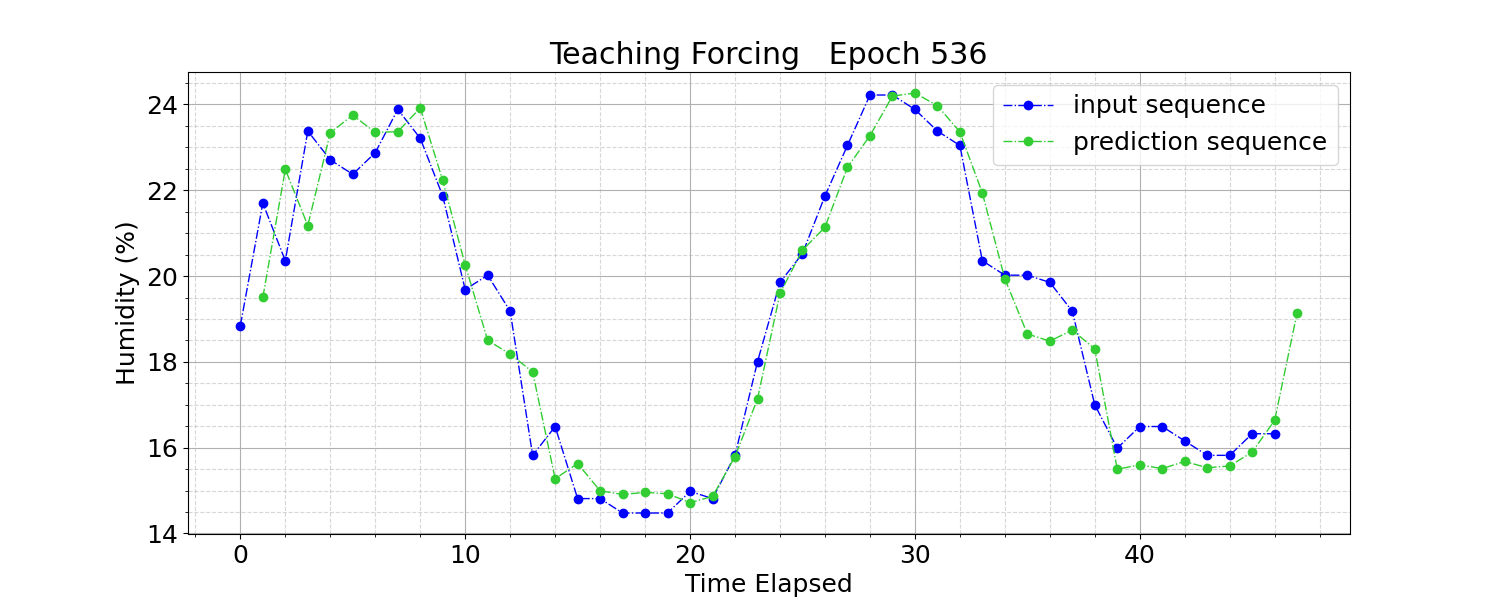 Teaching Forcing   Epoch 536
input sequence
prediction sequence
Humidity (%)
24
22
20
18
16
14
0 10 20 30 40
Time Elapsed